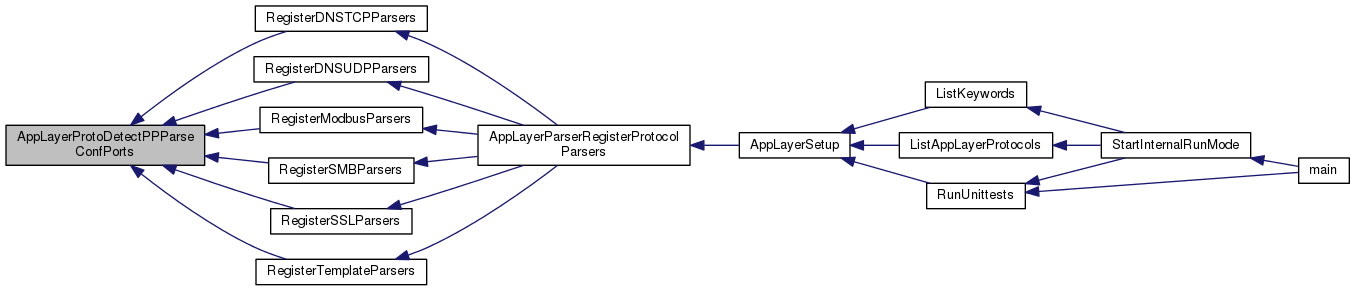 RegisterDNSTCPParsers
RegisterDNSUDPParsers
RegisterModbusParsers
AppLayerProtoDetectPPParse
ConfPorts
RegisterSMBParsers
RegisterSSLParsers
RegisterTemplateParsers
AppLayerParserRegisterProtocol
Parsers
AppLayerSetup
ListKeywords
ListAppLayerProtocols
RunUnittests
StartInternalRunMode
main